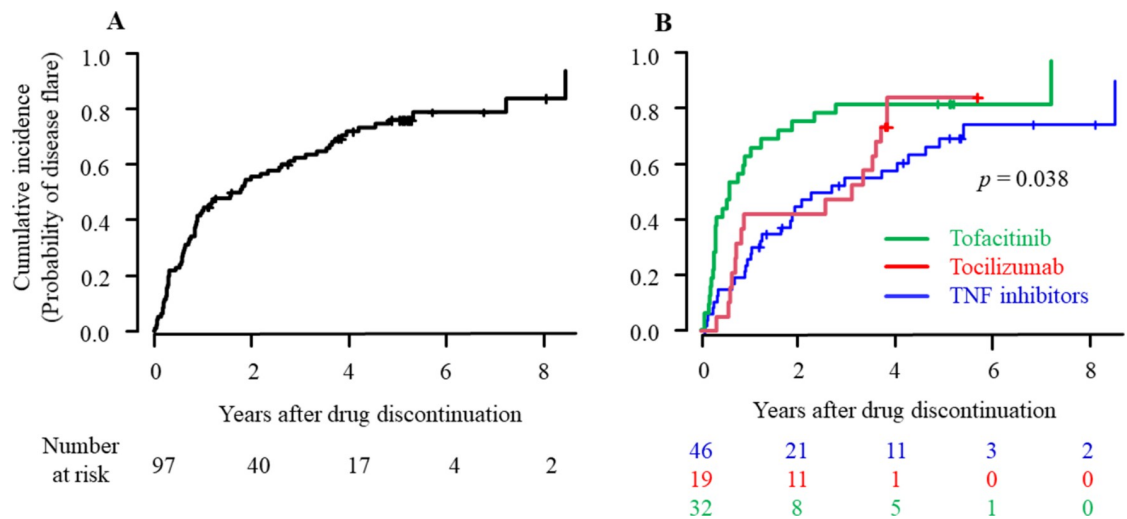 A
Cumulative incidence
(Probability of disease flare)
1.0
0.8
0.6
0.4
0.2
0.0
0 2 4 6 8
Years after drug discontinuation
Number
at risk
97 40 17 4 2
B
1.0
0.8
0.6
0.4
0.2
0.0
p = 0.038
Tofacitinib
Tocilizumab
TNF inhibitors
0 2 4 6 8
Years after drug discontinuation
46 21 11 3 2
19 11 1 0 0
32 8 5 1 0